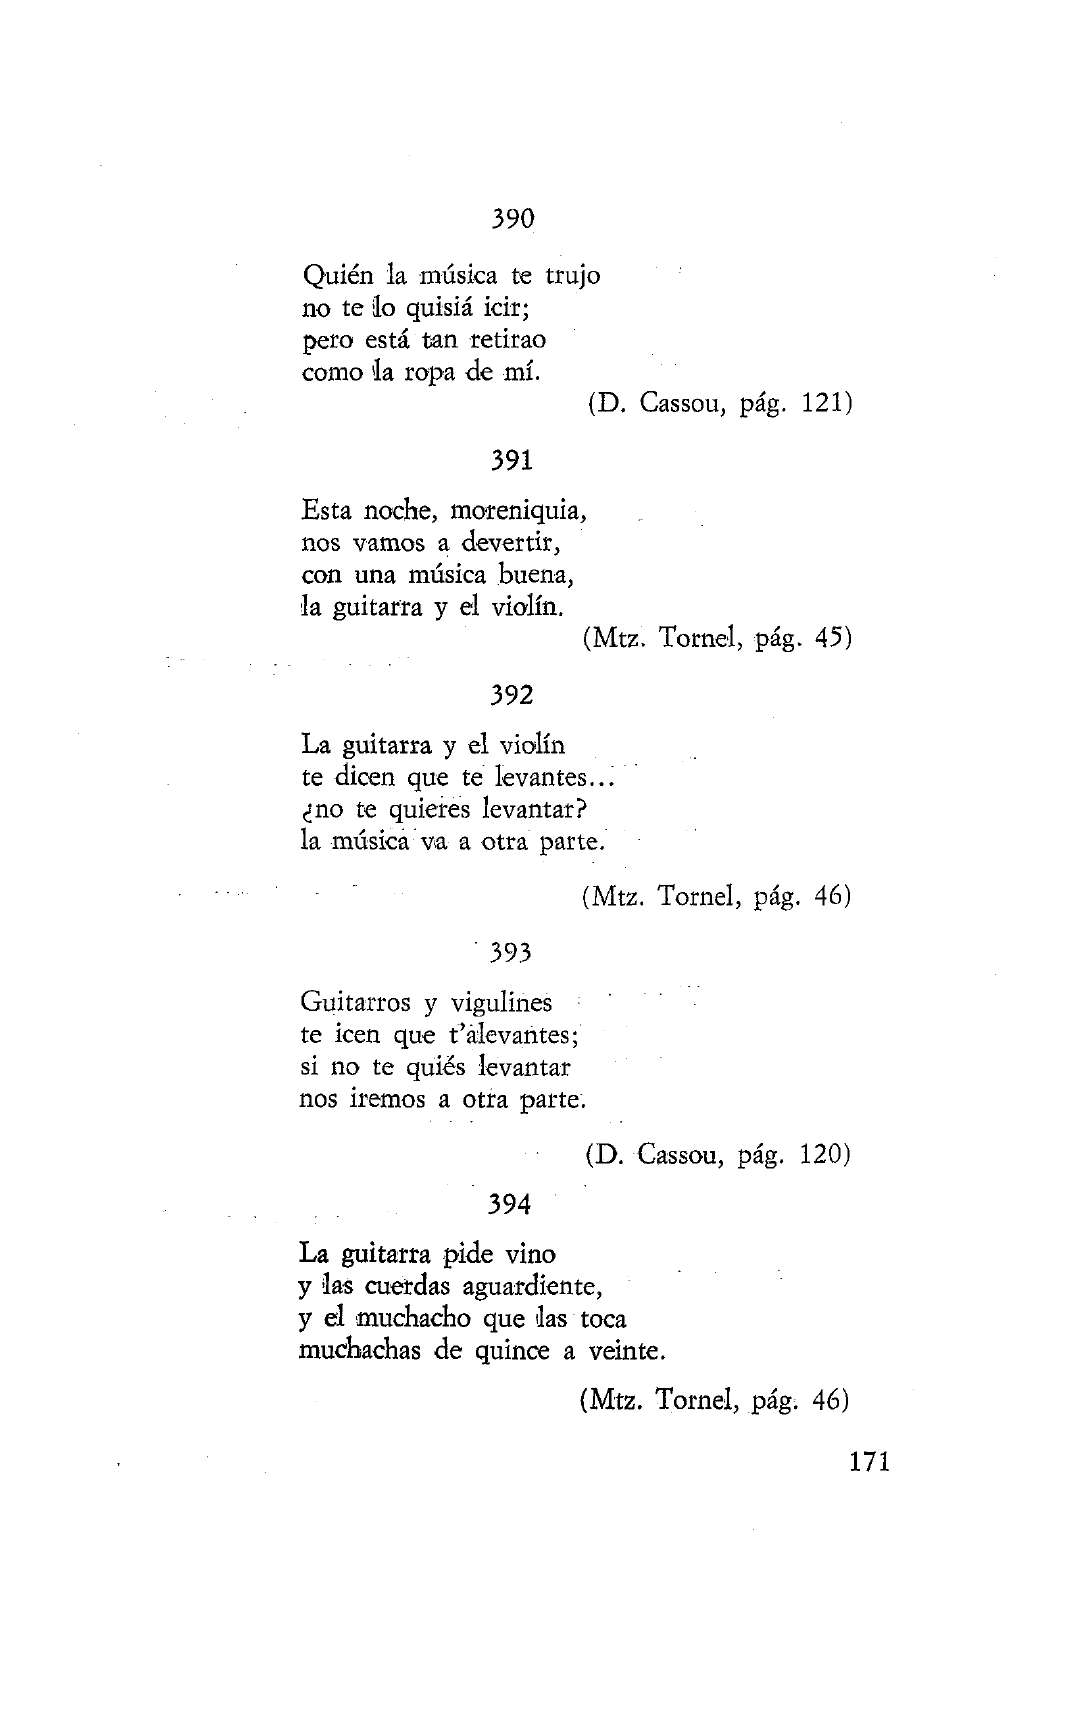 390
Quién la música te trujo
no te lo quisiá icir;
pero está tan retirao
como la ropa de mí.
(D. Cassou, pág. 121)
391
Esta noche, moreniquia,
nos vamos a devertir,
con una música buena,
la guitarra y el violín.
(Mtz. Tornel, pág. 45)
392
La guitarra y el violín
te dicen que te levantes...
¿no te quieres levantar?
la música va a otra parte.
(Mtz. Tornel, pág. 46)
393
Guitarros y vigulines
te icen que t'alevantes;
si no te quiés levantar
nos iremos a otra parte.
(D. Cassou, pág. 120)
394
La guitarra pide vino
y las cuerdas aguardiente,
y el muchacho que las toca
muchachas de quince a veinte.
(Mtz. Tornel, pág. 46)
171